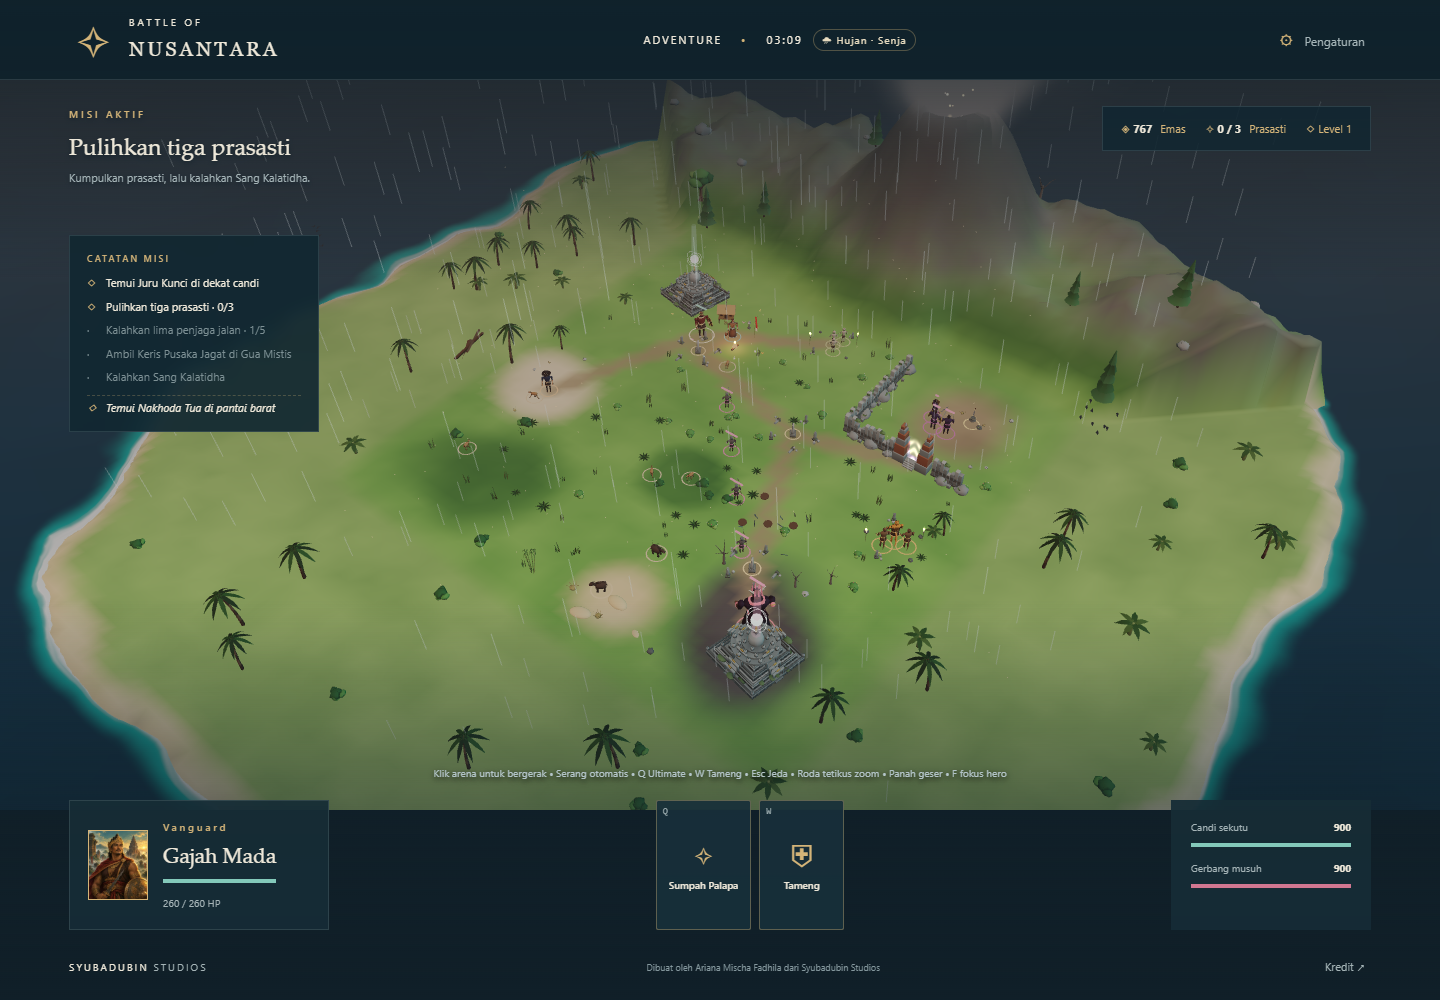 BATTLE OF
NUSANTARA
ADVENTURE • 03:09 Hujan · Senja
Pengaturan
MISI AKTIF
Pulihkan tiga prasasti
Kumpulkan prasasti, lalu kalahkan Sang Kalatidha.
767 Emas 0 / 3 Prasasti Level 1
CATATAN MISI
Temui Juru Kunci di dekat candi
Pulihkan tiga prasasti · 0/3
Kalahkan lima penjaga jalan · 1/5
Ambil Keris Pusaka Jagat di Gua Mistis
Kalahkan Sang Kalatidha
Temui Nakhoda Tua di pantai barat
Klik arena untuk bergerak • Serang otomatis • Q Ultimate • W Tameng • Esc Jeda • Roda tetikus zoom • Panah geser • F fokus hero
Vanguard
Gajah Mada
260 / 260 HP
Q
Sumpah Palapa
W
Tameng
Candi sekutu 900
Gerbang musuh 900
SYUBADUBIN STUDIOS
Dibuat oleh Ariana Mischa Fadhila dari Syubadubin Studios
Kredit ↗